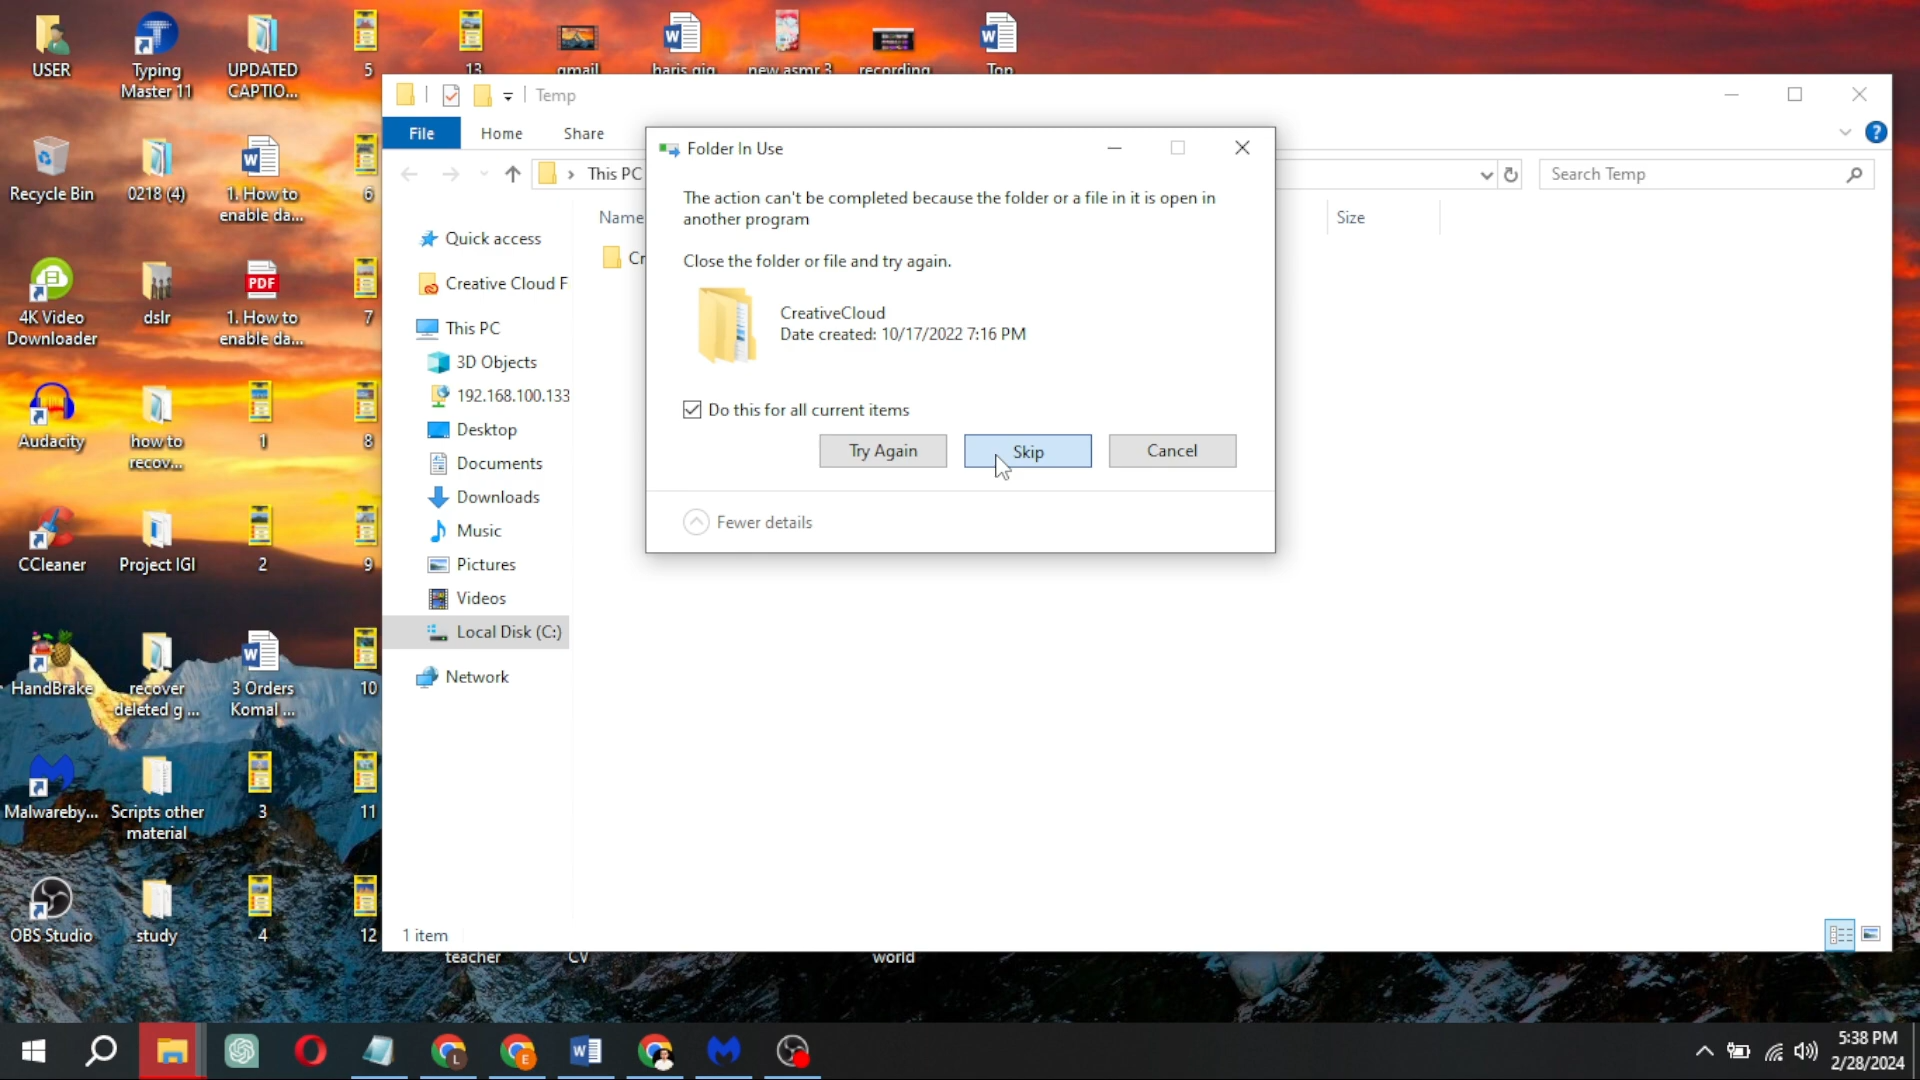 USER
Typing
Master 11
UPDATED
CAPTIO...
5
13
gmail
haris gig
new asmr 3
recording
Top
Recycle Bin
0218 (4)
1. How to
enable da...
6
4K Video
Downloader
dslr
PDF
1. How to
enable da...
7
Audacity
how to
recov...
1
8
CCleaner
Project IGI
2
9
HandBrake
recover
deleted g ...
3 Orders
Komal ...
10
Malwareby...
Scripts other
material
3
11
OBS Studio
study
4
12
teacher
CV
world
Temp
File
Home
Share
This PC
Search Temp
Name
Size
Cr
Quick access
Creative Cloud F
This PC
3D Objects
192.168.100.133
Desktop
Documents
Downloads
Music
Pictures
Videos
Local Disk (C:)
Network
1 item
Folder In Use
The action can't be completed because the folder or a file in it is open in
another program
Close the folder or file and try again.
CreativeCloud
Date created: 10/17/2022 7:16 PM
Do this for all current items
Try Again
Skip
Cancel
Fewer details
L
E
5:38 PM
2/28/2024